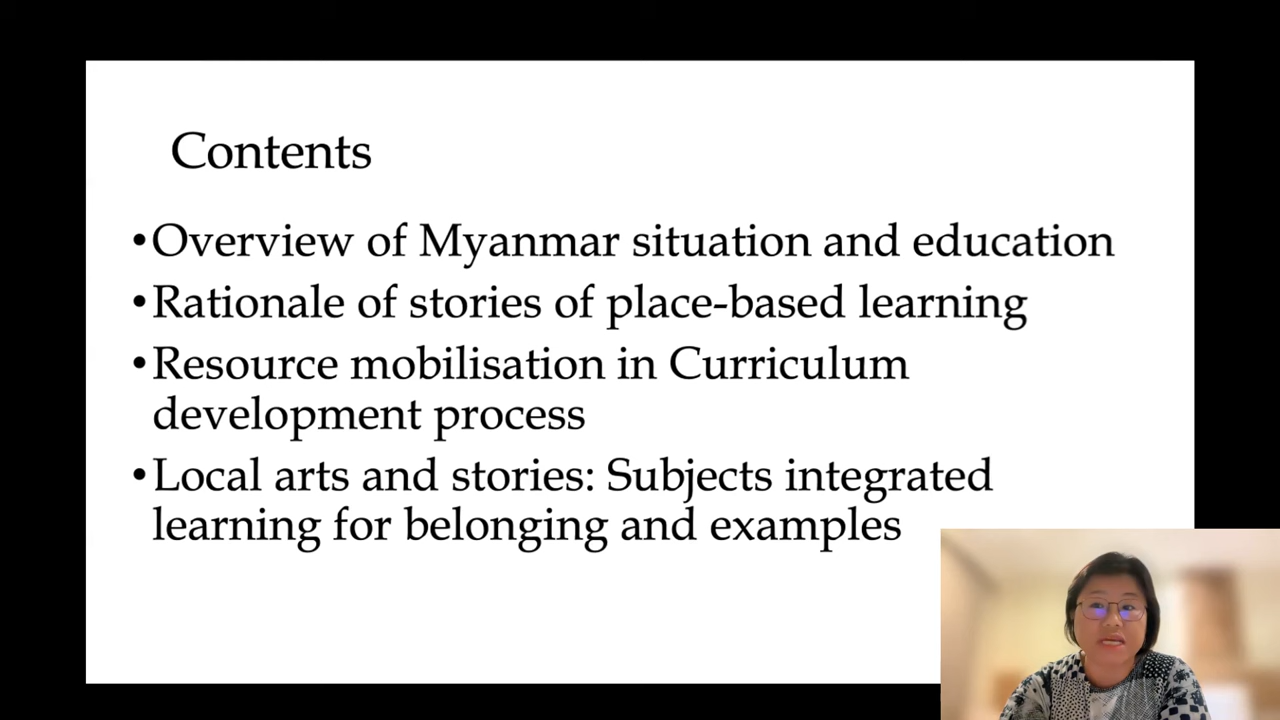 Contents
•Overview of Myanmar situation and education
•Rationale of stories of place-based learning
•Resource mobilisation in Curriculum
development process
•Local arts and stories: Subjects integrated
learning for belonging and examples